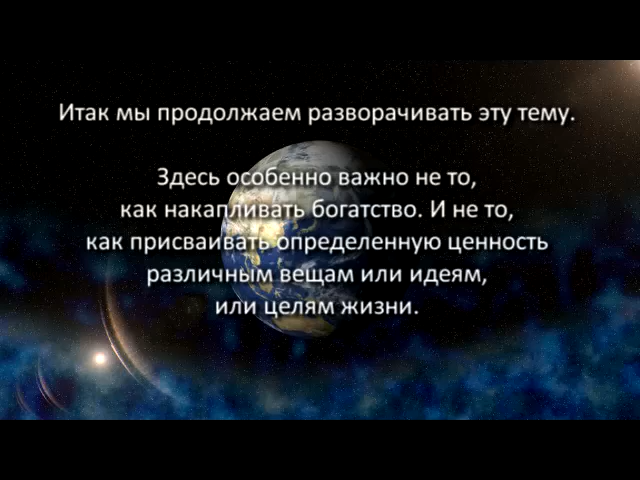 Итак мы продолжаем разворачивать эту тему.
Здесь особенно важно не то,
как накапливать богатство. И не то,
как присваивать определенную ценность
различным вещам или идеям,
или целям жизни.